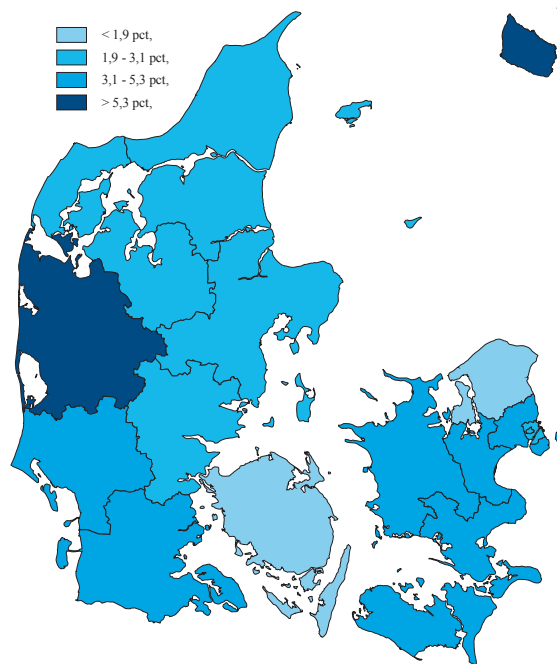 < 1,9 pct,
1,9 - 3,1 pct,
3,1 - 5,3 pct,
> 5,3 pct,